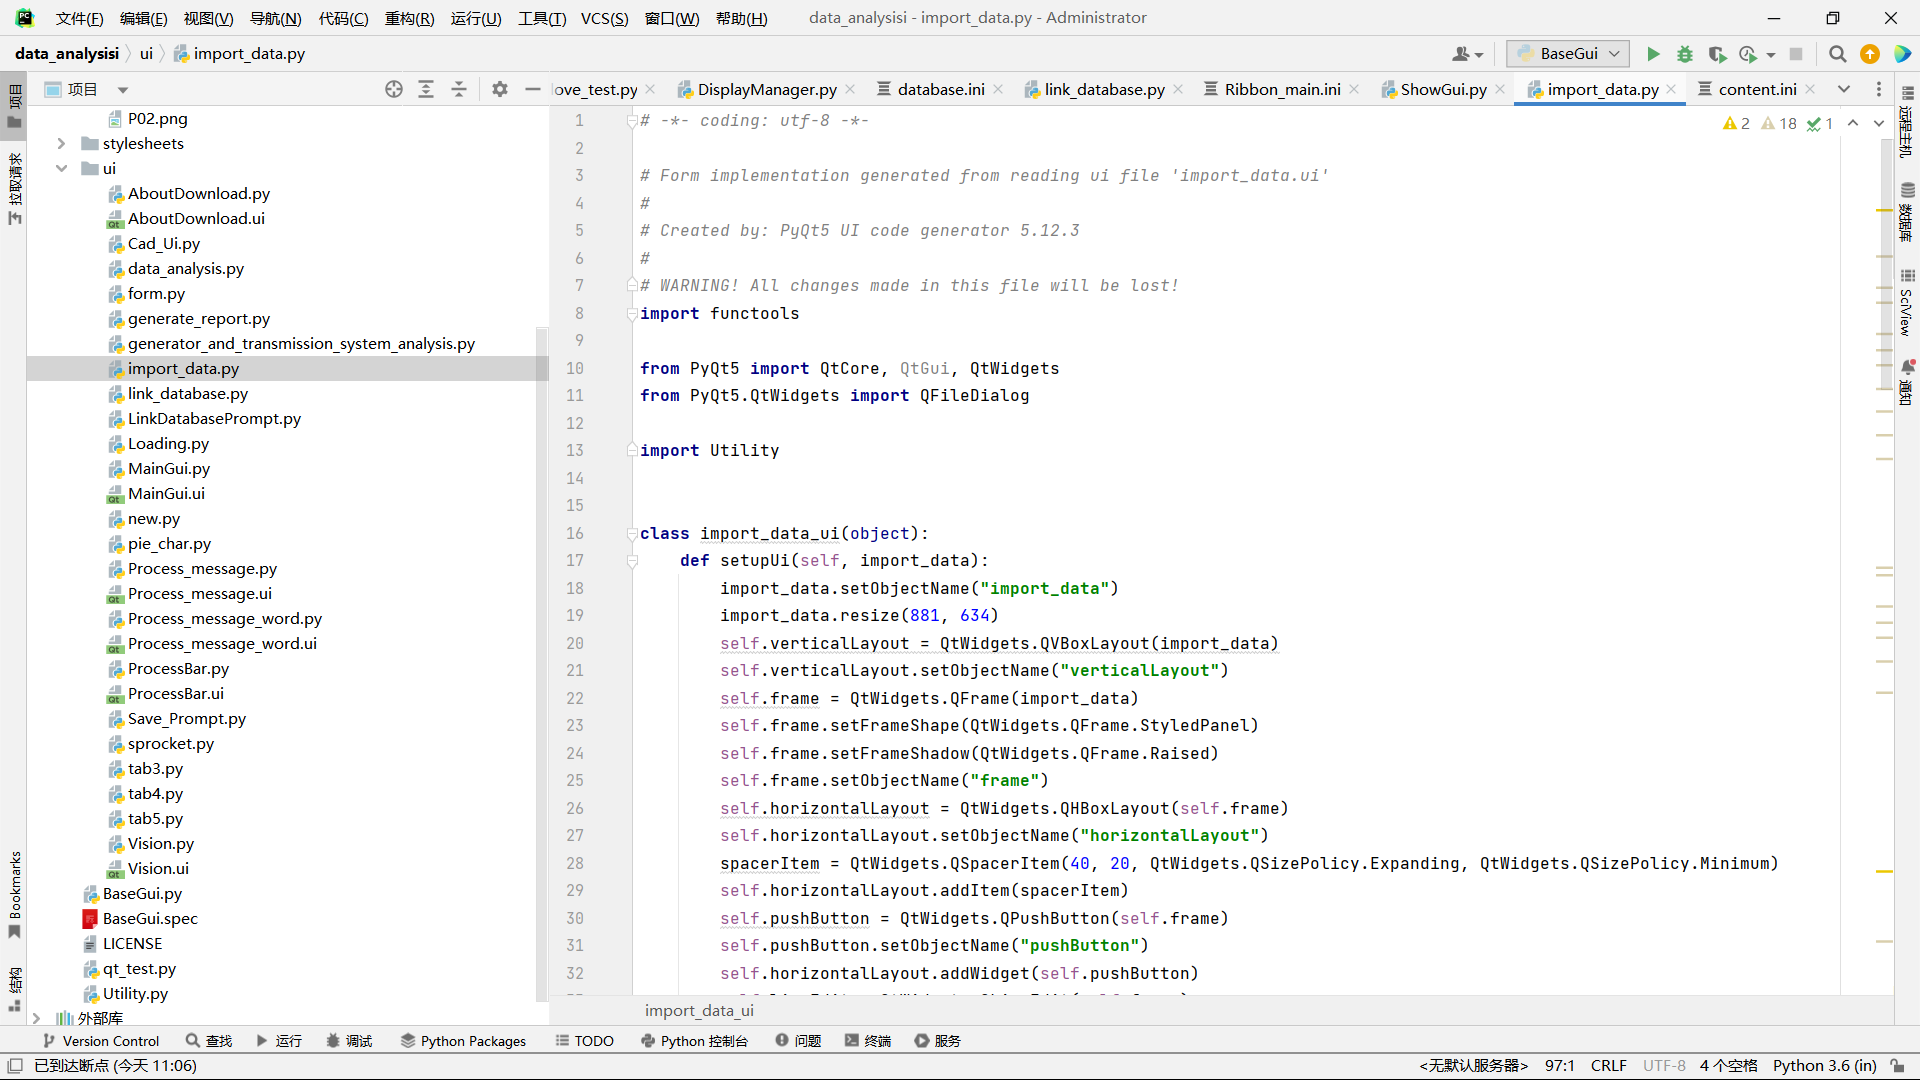 文件(F) 编辑(E) 视图(V) 导航(N) 代码(C) 重构(R) 运行(U) 工具(T) VCS(S) 窗口(W) 帮助(H) data_analysisi - import_data.py - Administrator
data_analysisi ui import_data.py BaseGui
项目 ove_test.py DisplayManager.py database.ini link_database.py Ribbon_main.ini ShowGui.py import_data.py content.ini
项目
拉取请求
Bookmarks
结构
P02.png
stylesheets
ui
AboutDownload.py
AboutDownload.ui
Cad_Ui.py
data_analysis.py
form.py
generate_report.py
generator_and_transmission_system_analysis.py
import_data.py
link_database.py
LinkDatabasePrompt.py
Loading.py
MainGui.py
MainGui.ui
new.py
pie_char.py
Process_message.py
Process_message.ui
Process_message_word.py
Process_message_word.ui
ProcessBar.py
ProcessBar.ui
Save_Prompt.py
sprocket.py
tab3.py
tab4.py
tab5.py
Vision.py
Vision.ui
BaseGui.py
BaseGui.spec
LICENSE
qt_test.py
Utility.py
外部库
2 18 1
1 # -*- coding: utf-8 -*-
2
3 # Form implementation generated from reading ui file 'import_data.ui'
4 #
5 # Created by: PyQt5 UI code generator 5.12.3
6 #
7 # WARNING! All changes made in this file will be lost!
8 import functools
9
10 from PyQt5 import QtCore, QtGui, QtWidgets
11 from PyQt5.QtWidgets import QFileDialog
12
13 import Utility
14
15
16 class import_data_ui(object):
17 def setupUi(self, import_data):
18 import_data.setObjectName("import_data")
19 import_data.resize(881, 634)
20 self.verticalLayout = QtWidgets.QVBoxLayout(import_data)
21 self.verticalLayout.setObjectName("verticalLayout")
22 self.frame = QtWidgets.QFrame(import_data)
23 self.frame.setFrameShape(QtWidgets.QFrame.StyledPanel)
24 self.frame.setFrameShadow(QtWidgets.QFrame.Raised)
25 self.frame.setObjectName("frame")
26 self.horizontalLayout = QtWidgets.QHBoxLayout(self.frame)
27 self.horizontalLayout.setObjectName("horizontalLayout")
28 spacerItem = QtWidgets.QSpacerItem(40, 20, QtWidgets.QSizePolicy.Expanding, QtWidgets.QSizePolicy.Minimum)
29 self.horizontalLayout.addItem(spacerItem)
30 self.pushButton = QtWidgets.QPushButton(self.frame)
31 self.pushButton.setObjectName("pushButton")
32 self.horizontalLayout.addWidget(self.pushButton)
import_data_ui
远程主机
数据库
SciView
通知
Version Control 查找 运行 调试 Python Packages TODO Python 控制台 问题 终端 服务
已到达断点 (今天 11:06) <无默认服务器> 97:1 CRLF UTF-8 4 个空格 Python 3.6 (in)